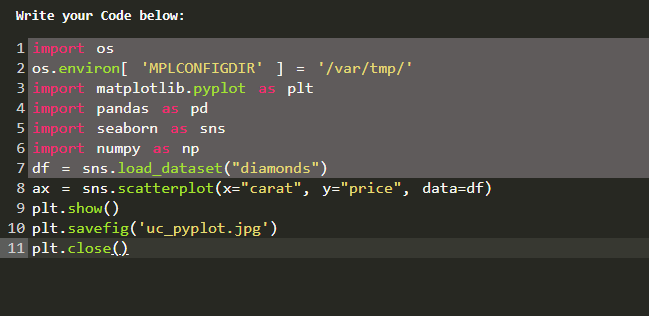 Write your Code below:
1 import os
2 os.environ[ 'MPLCONFIGDIR' ] = '/var/tmp/'
3 import matplotlib.pyplot as plt
4 import pandas as pd
5 import seaborn as sns
6 import numpy as np
7 df = sns.load_dataset("diamonds")
8 ax = sns.scatterplot(x="carat", y="price", data=df)
9 plt.show()
10 plt.savefig('uc_pyplot.jpg')
11 plt.close()